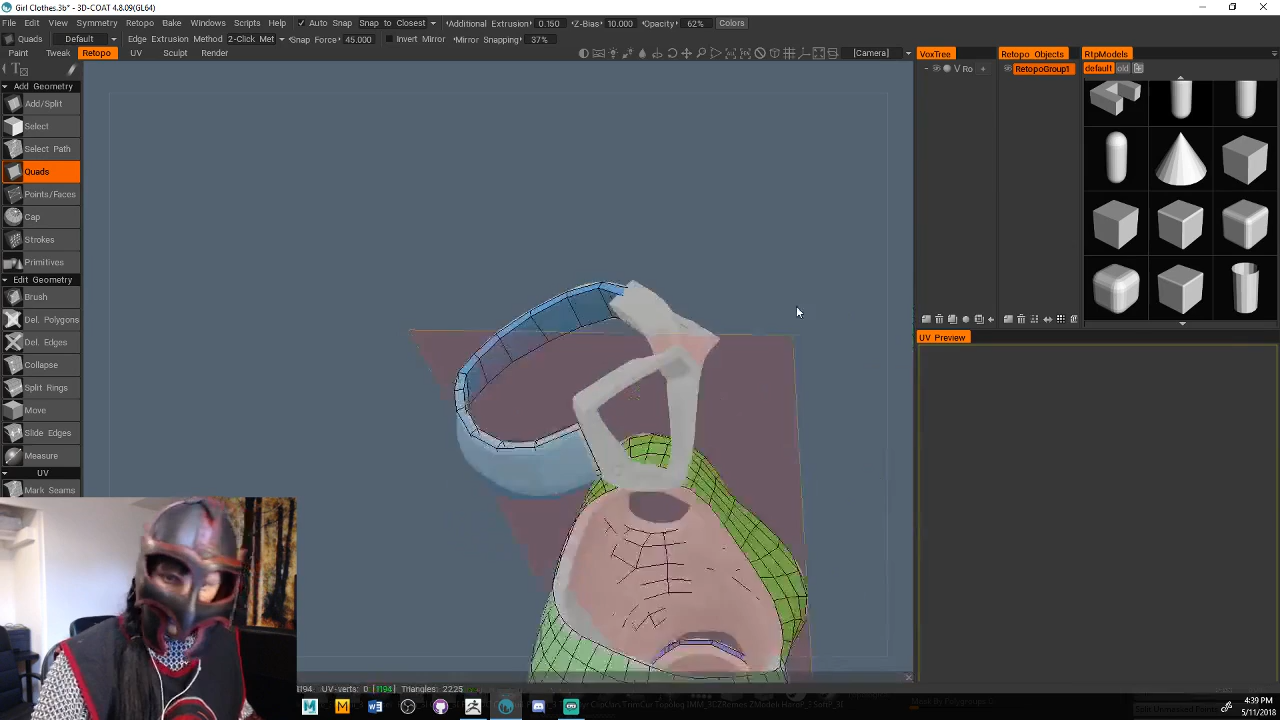 Girl Clothes.3b* - 3D-COAT 4.8.09(GL64)
File Edit View Symmetry Retopo Bake Windows Scripts Help Auto Snap Snap to Closest Additional Extrusion 0.150 Z-Bias 10.000 Opacity 62% Colors
Quads Default Edge Extrusion Method 2-Click Met Snap Force 45.000 Invert Mirror Mirror Snapping 37%
Paint Tweak Retopo UV Sculpt Render [Camera] VoxTree Retopo Objects RtpModels
V Ro + RetopoGroup1 default old
Add Geometry
Add/Split
Select
Select Path
Quads
Points/Faces
Cap
Strokes
Primitives
Edit Geometry
Brush
Del. Polygons
Del. Edges
Collapse
Split Rings
Move
Slide Edges
Measure
UV
Mark Seams
UV Preview
1194 UV-verts: 0 [1194] Triangles: 2225
4:39 PM
5/11/2018